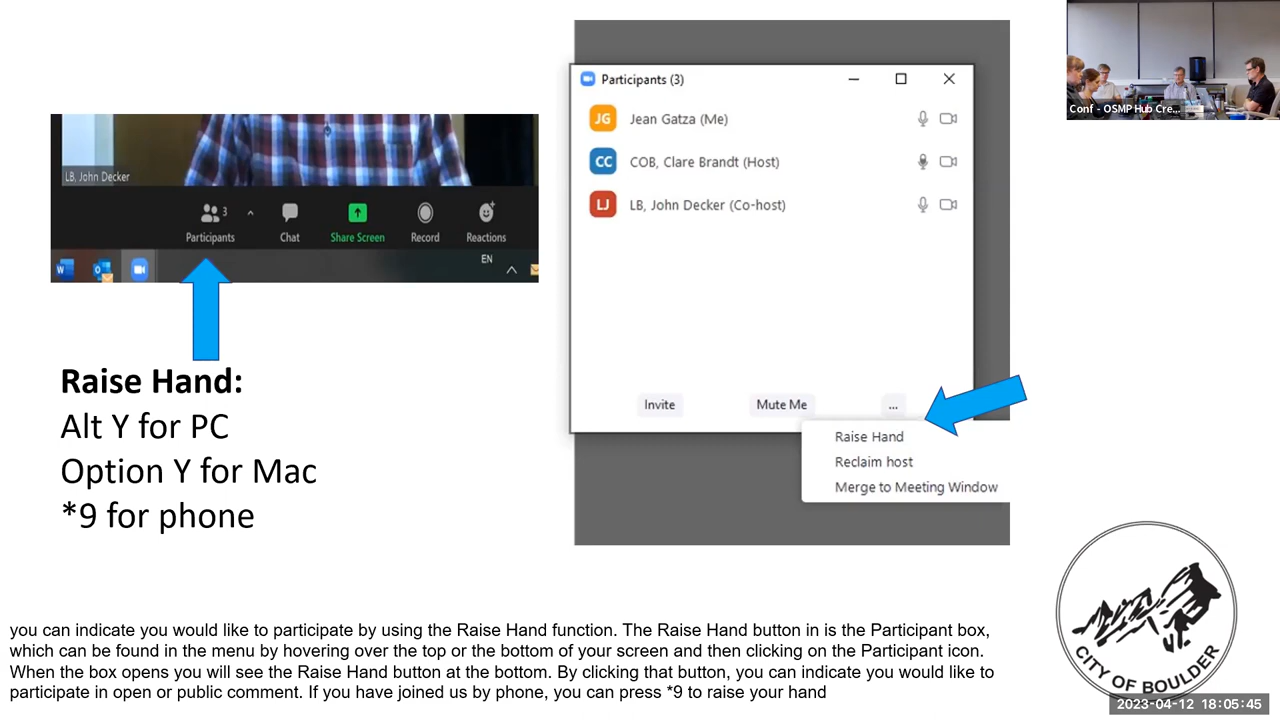 Participants (3)
JG Jean Gatza (Me)
CC COB, Clare Brandt (Host)
LJ LB, John Decker (Co-host)
Invite Mute Me ...
Raise Hand
Reclaim host
Merge to Meeting Window
LB, John Decker
3
Participants Chat Share Screen Record Reactions
EN
Raise Hand:
Alt Y for PC
Option Y for Mac
*9 for phone
Conf - OSMP Hub Cre...
you can indicate you would like to participate by using the Raise Hand function. The Raise Hand button in is the Participant box,
which can be found in the menu by hovering over the top or the bottom of your screen and then clicking on the Participant icon.
When the box opens you will see the Raise Hand button at the bottom. By clicking that button, you can indicate you would like to
participate in open or public comment. If you have joined us by phone, you can press *9 to raise your hand
CITY OF BOULDER
2023-04-12 18:05:45